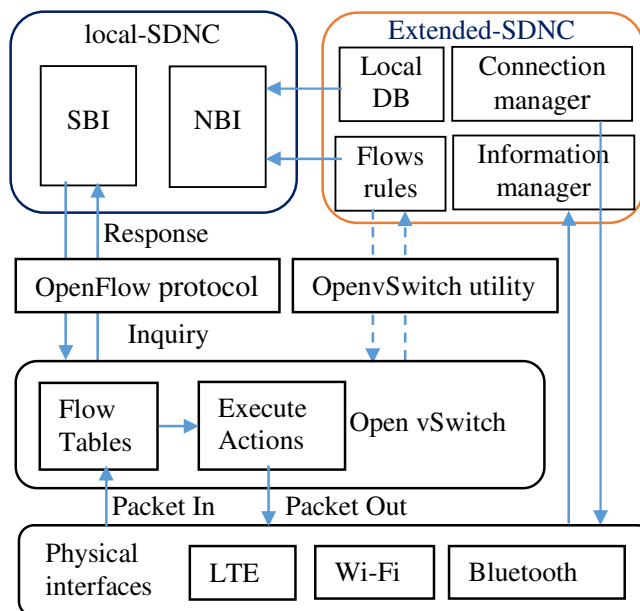 local-SDNC
Extended-SDNC
SBI
NBI
Local
DB
Connection
manager
Flows
rules
Information
manager
Response
OpenFlow protocol
OpenvSwitch utility
Inquiry
Flow
Tables
Execute
Actions
Open vSwitch
Packet In
Packet Out
Physical
interfaces
LTE
Wi-Fi
Bluetooth